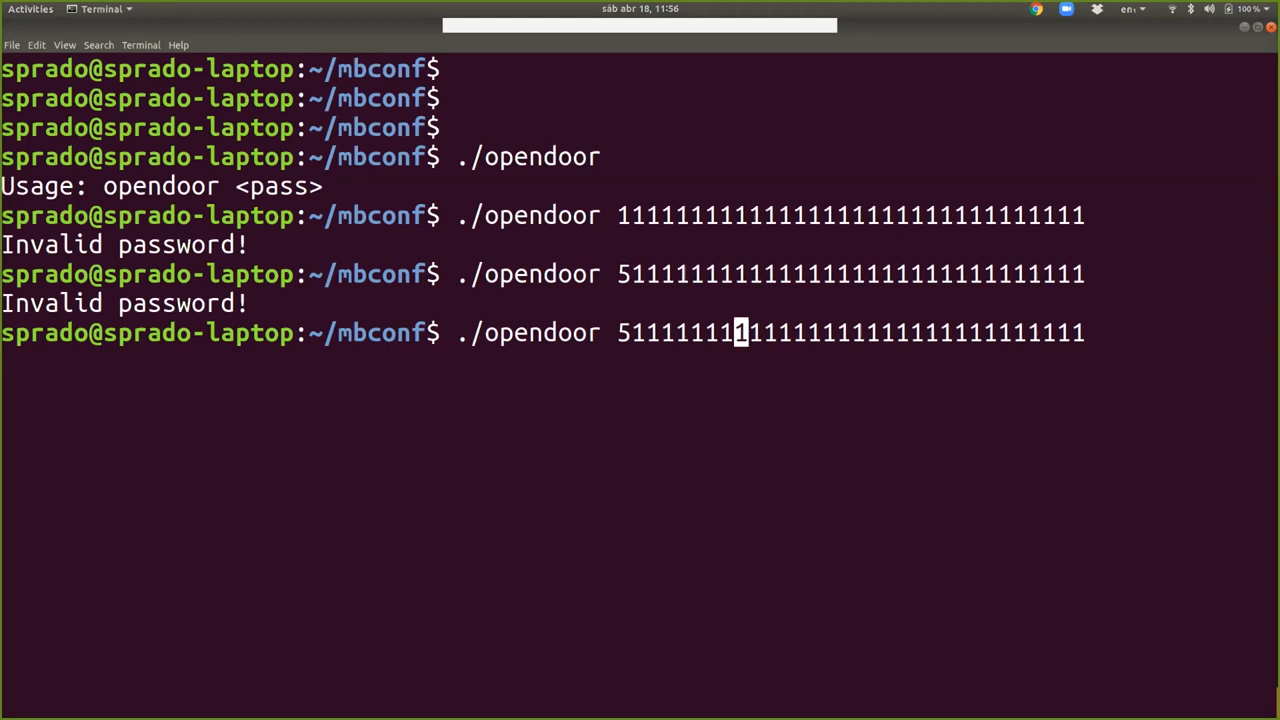 Activities Terminal sáb abr 18, 11:56 en₁ 100 %
File Edit View Search Terminal Help
sprado@sprado-laptop:~/mbconf$
sprado@sprado-laptop:~/mbconf$
sprado@sprado-laptop:~/mbconf$
sprado@sprado-laptop:~/mbconf$ ./opendoor
Usage: opendoor <pass>
sprado@sprado-laptop:~/mbconf$ ./opendoor 11111111111111111111111111111111
Invalid password!
sprado@sprado-laptop:~/mbconf$ ./opendoor 51111111111111111111111111111111
Invalid password!
sprado@sprado-laptop:~/mbconf$ ./opendoor 51111111111111111111111111111111